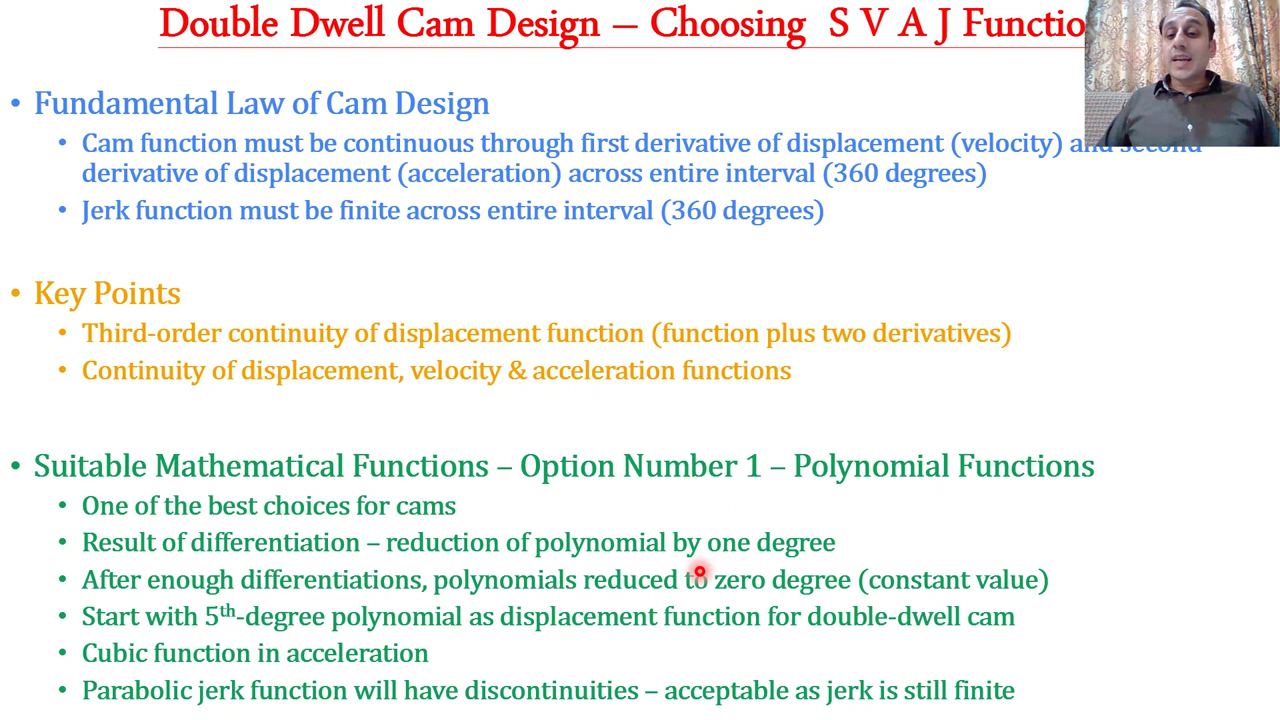 Double Dwell Cam Design – Choosing S V A J Functio
• Fundamental Law of Cam Design
• Cam function must be continuous through first derivative of displacement (velocity) and second
derivative of displacement (acceleration) across entire interval (360 degrees)
• Jerk function must be finite across entire interval (360 degrees)
• Key Points
• Third-order continuity of displacement function (function plus two derivatives)
• Continuity of displacement, velocity & acceleration functions
• Suitable Mathematical Functions – Option Number 1 – Polynomial Functions
• One of the best choices for cams
• Result of differentiation – reduction of polynomial by one degree
• After enough differentiations, polynomials reduced to zero degree (constant value)
• Start with 5th-degree polynomial as displacement function for double-dwell cam
• Cubic function in acceleration
• Parabolic jerk function will have discontinuities – acceptable as jerk is still finite